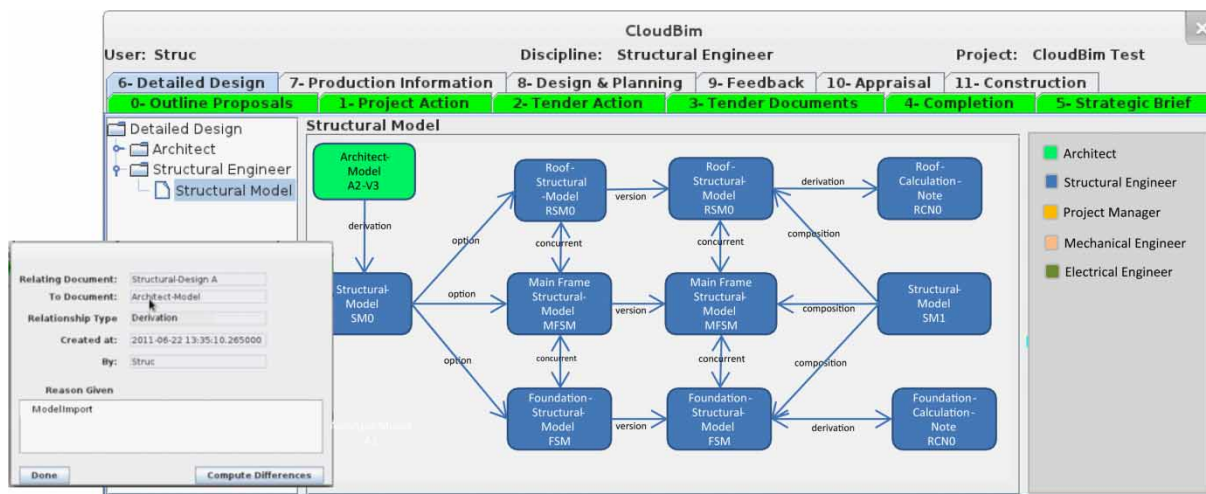 CloudBim
User: Struc
Discipline: Structural Engineer
Project: CloudBim Test
6- Detailed Design
7- Production Information
8- Design & Planning
9- Feedback
10- Appraisal
11- Construction
0- Outline Proposals
1- Project Action
2- Tender Action
3- Tender Documents
4- Completion
5- Strategic Brief
Detailed Design
Architect
Structural Engineer
Structural Model
Structural Model
Architect-
Model
A2-V3
derivation
Structural-
Model
SM0
option
option
option
Roof-
Structural
-Model
RSM0
version
Roof-
Structural-
Model
RSM0
derivation
Roof-
Calculation-
Note
RCN0
concurrent
concurrent
composition
Main Frame
Structural-
Model
MFSM
version
Main Frame
Structural-
Model
MFSM
composition
Structural-
Model
SM1
concurrent
concurrent
composition
Foundation-
Structural-
Model
FSM
version
Foundation-
Structural-
Model
FSM
derivation
Foundation-
Calculation-
Note
RCN0
Architect
Structural Engineer
Project Manager
Mechanical Engineer
Electrical Engineer
Relating Document: Structural-Design A
To Document: Architect-Model
Relationship Type Derivation
Created at: 2011-06-22 13:35:10.265000
By: Struc
Reason Given
ModelImport
Done
Compute Differences